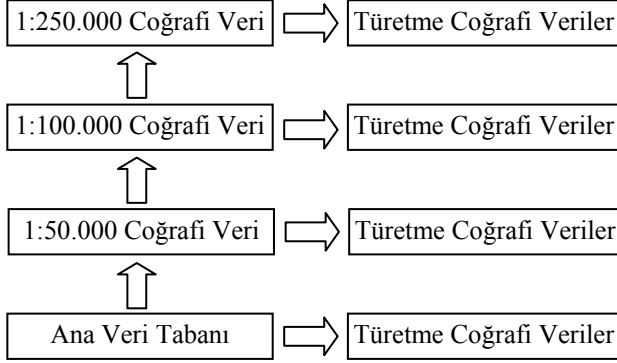 1:250.000 Coğrafi Veri
Türetme Coğrafi Veriler
1:100.000 Coğrafi Veri
Türetme Coğrafi Veriler
1:50.000 Coğrafi Veri
Türetme Coğrafi Veriler
Ana Veri Tabanı
Türetme Coğrafi Veriler